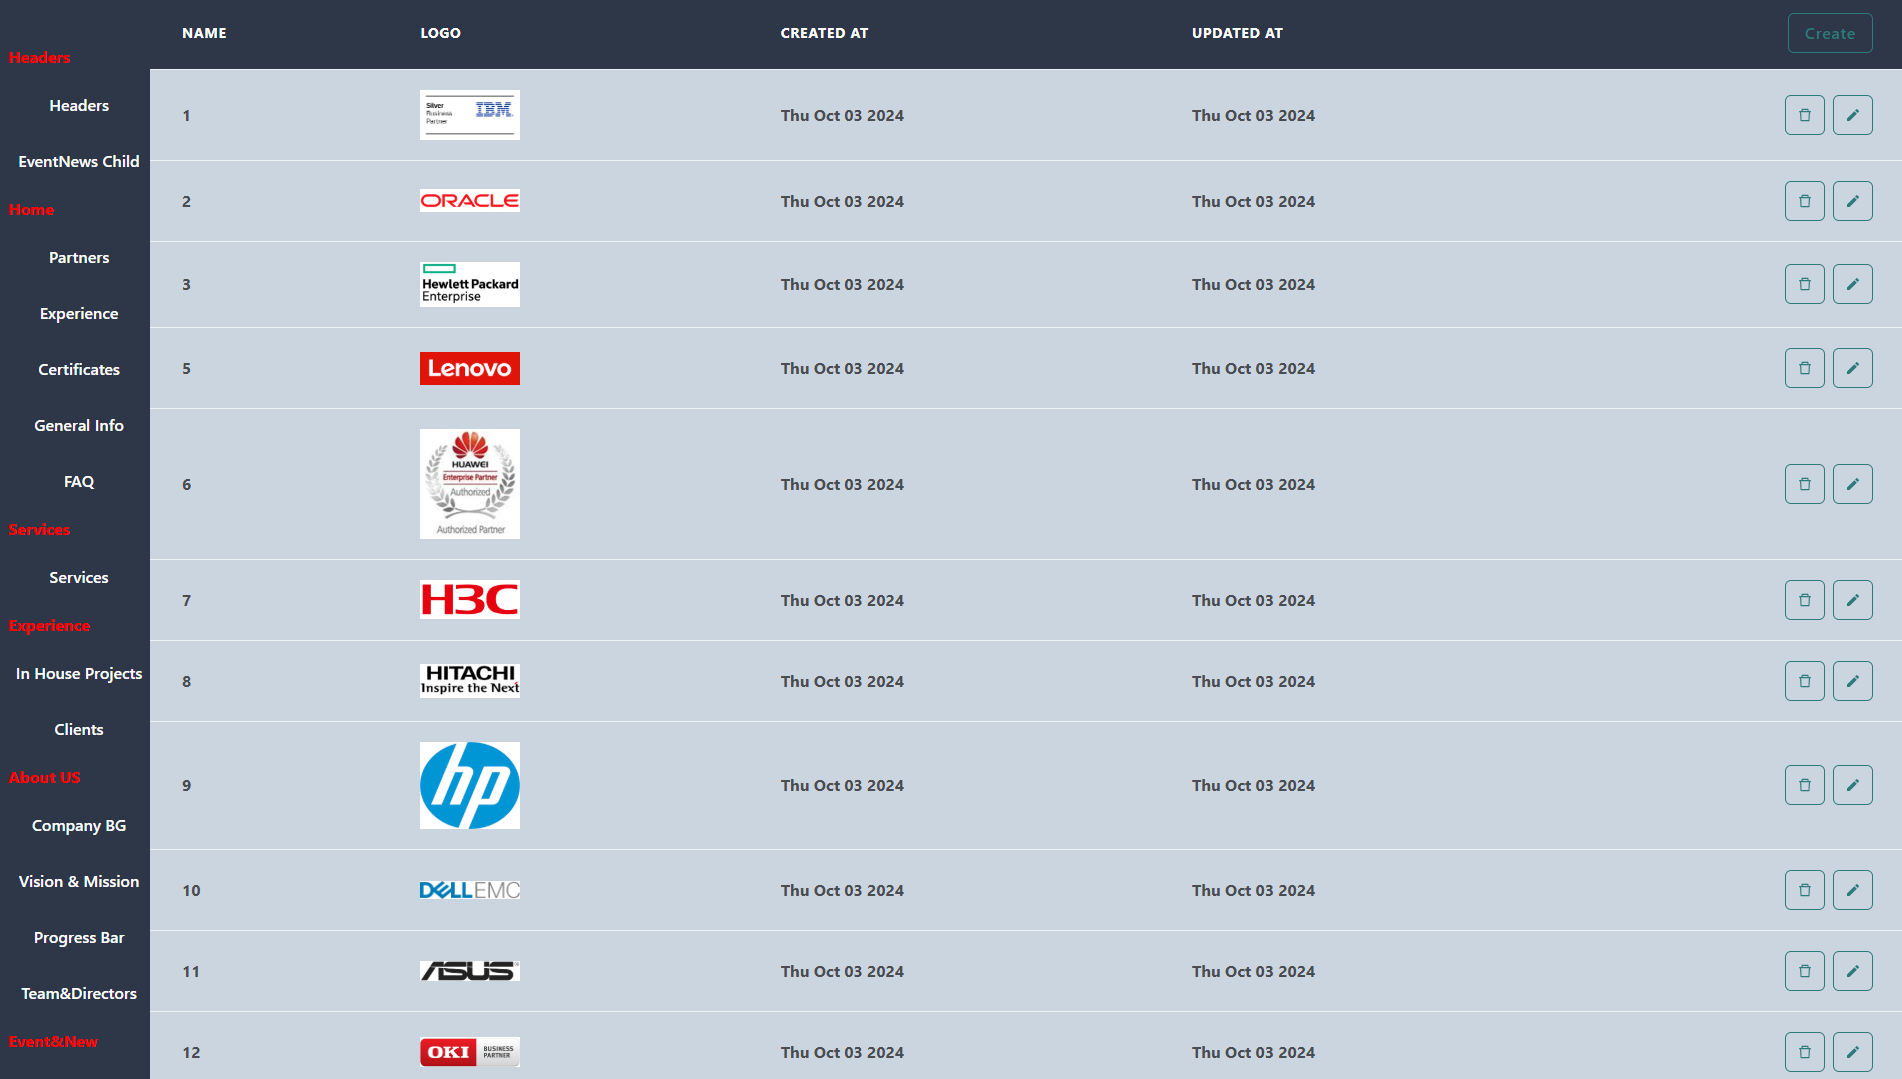 NAME LOGO CREATED AT UPDATED AT Create
Headers
Headers
EventNews Child
Home
Partners
Experience
Certificates
General Info
FAQ
Services
Services
Experience
In House Projects
Clients
About US
Company BG
Vision & Mission
Progress Bar
Team&Directors
Event&New
1 Silver Business Partner IBM Thu Oct 03 2024 Thu Oct 03 2024
2 ORACLE Thu Oct 03 2024 Thu Oct 03 2024
3 Hewlett Packard Enterprise Thu Oct 03 2024 Thu Oct 03 2024
5 Lenovo Thu Oct 03 2024 Thu Oct 03 2024
6 HUAWEI Enterprise Partner Authorized Authorized Partner Thu Oct 03 2024 Thu Oct 03 2024
7 H3C Thu Oct 03 2024 Thu Oct 03 2024
8 HITACHI Inspire the Next Thu Oct 03 2024 Thu Oct 03 2024
9 hp Thu Oct 03 2024 Thu Oct 03 2024
10 DELLEMC Thu Oct 03 2024 Thu Oct 03 2024
11 ASUS Thu Oct 03 2024 Thu Oct 03 2024
12 OKI BUSINESS PARTNER Thu Oct 03 2024 Thu Oct 03 2024